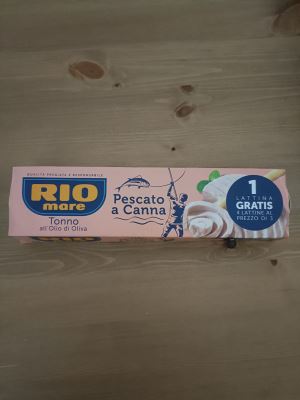 QUALITÀ PREGIATA E RESPONSABILE
RIO
mare
Tonno
all'Olio di Oliva
Pescato
a Canna
1
LATTINA
GRATIS
4 LATTINE AL
PREZZO DI 3